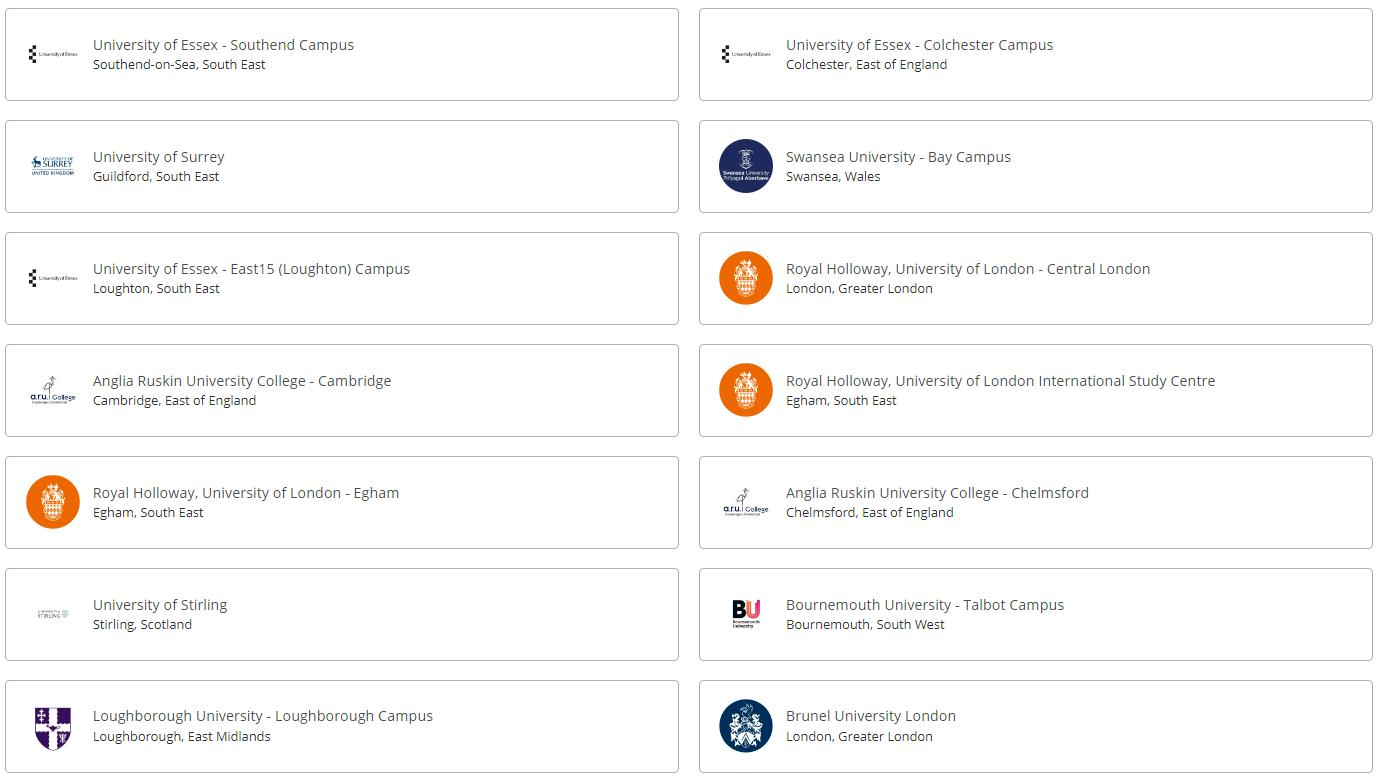 University of Essex
University of Essex - Southend Campus
Southend-on-Sea, South East
University of Essex
University of Essex - Colchester Campus
Colchester, East of England
UNIVERSITY OF
SURREY
UNITED KINGDOM
University of Surrey
Guildford, South East
Swansea University
Prifysgol Abertawe
Swansea University - Bay Campus
Swansea, Wales
University of Essex
University of Essex - East15 (Loughton) Campus
Loughton, South East
Royal Holloway, University of London - Central London
London, Greater London
a.r.u. College
Anglia Ruskin University College - Cambridge
Cambridge, East of England
Royal Holloway, University of London International Study Centre
Egham, South East
Royal Holloway, University of London - Egham
Egham, South East
a.r.u. College
Anglia Ruskin University College - Chelmsford
Chelmsford, East of England
UNIVERSITY of
STIRLING
University of Stirling
Stirling, Scotland
BU
Bournemouth
University
Bournemouth University - Talbot Campus
Bournemouth, South West
Loughborough University - Loughborough Campus
Loughborough, East Midlands
Brunel University London
London, Greater London